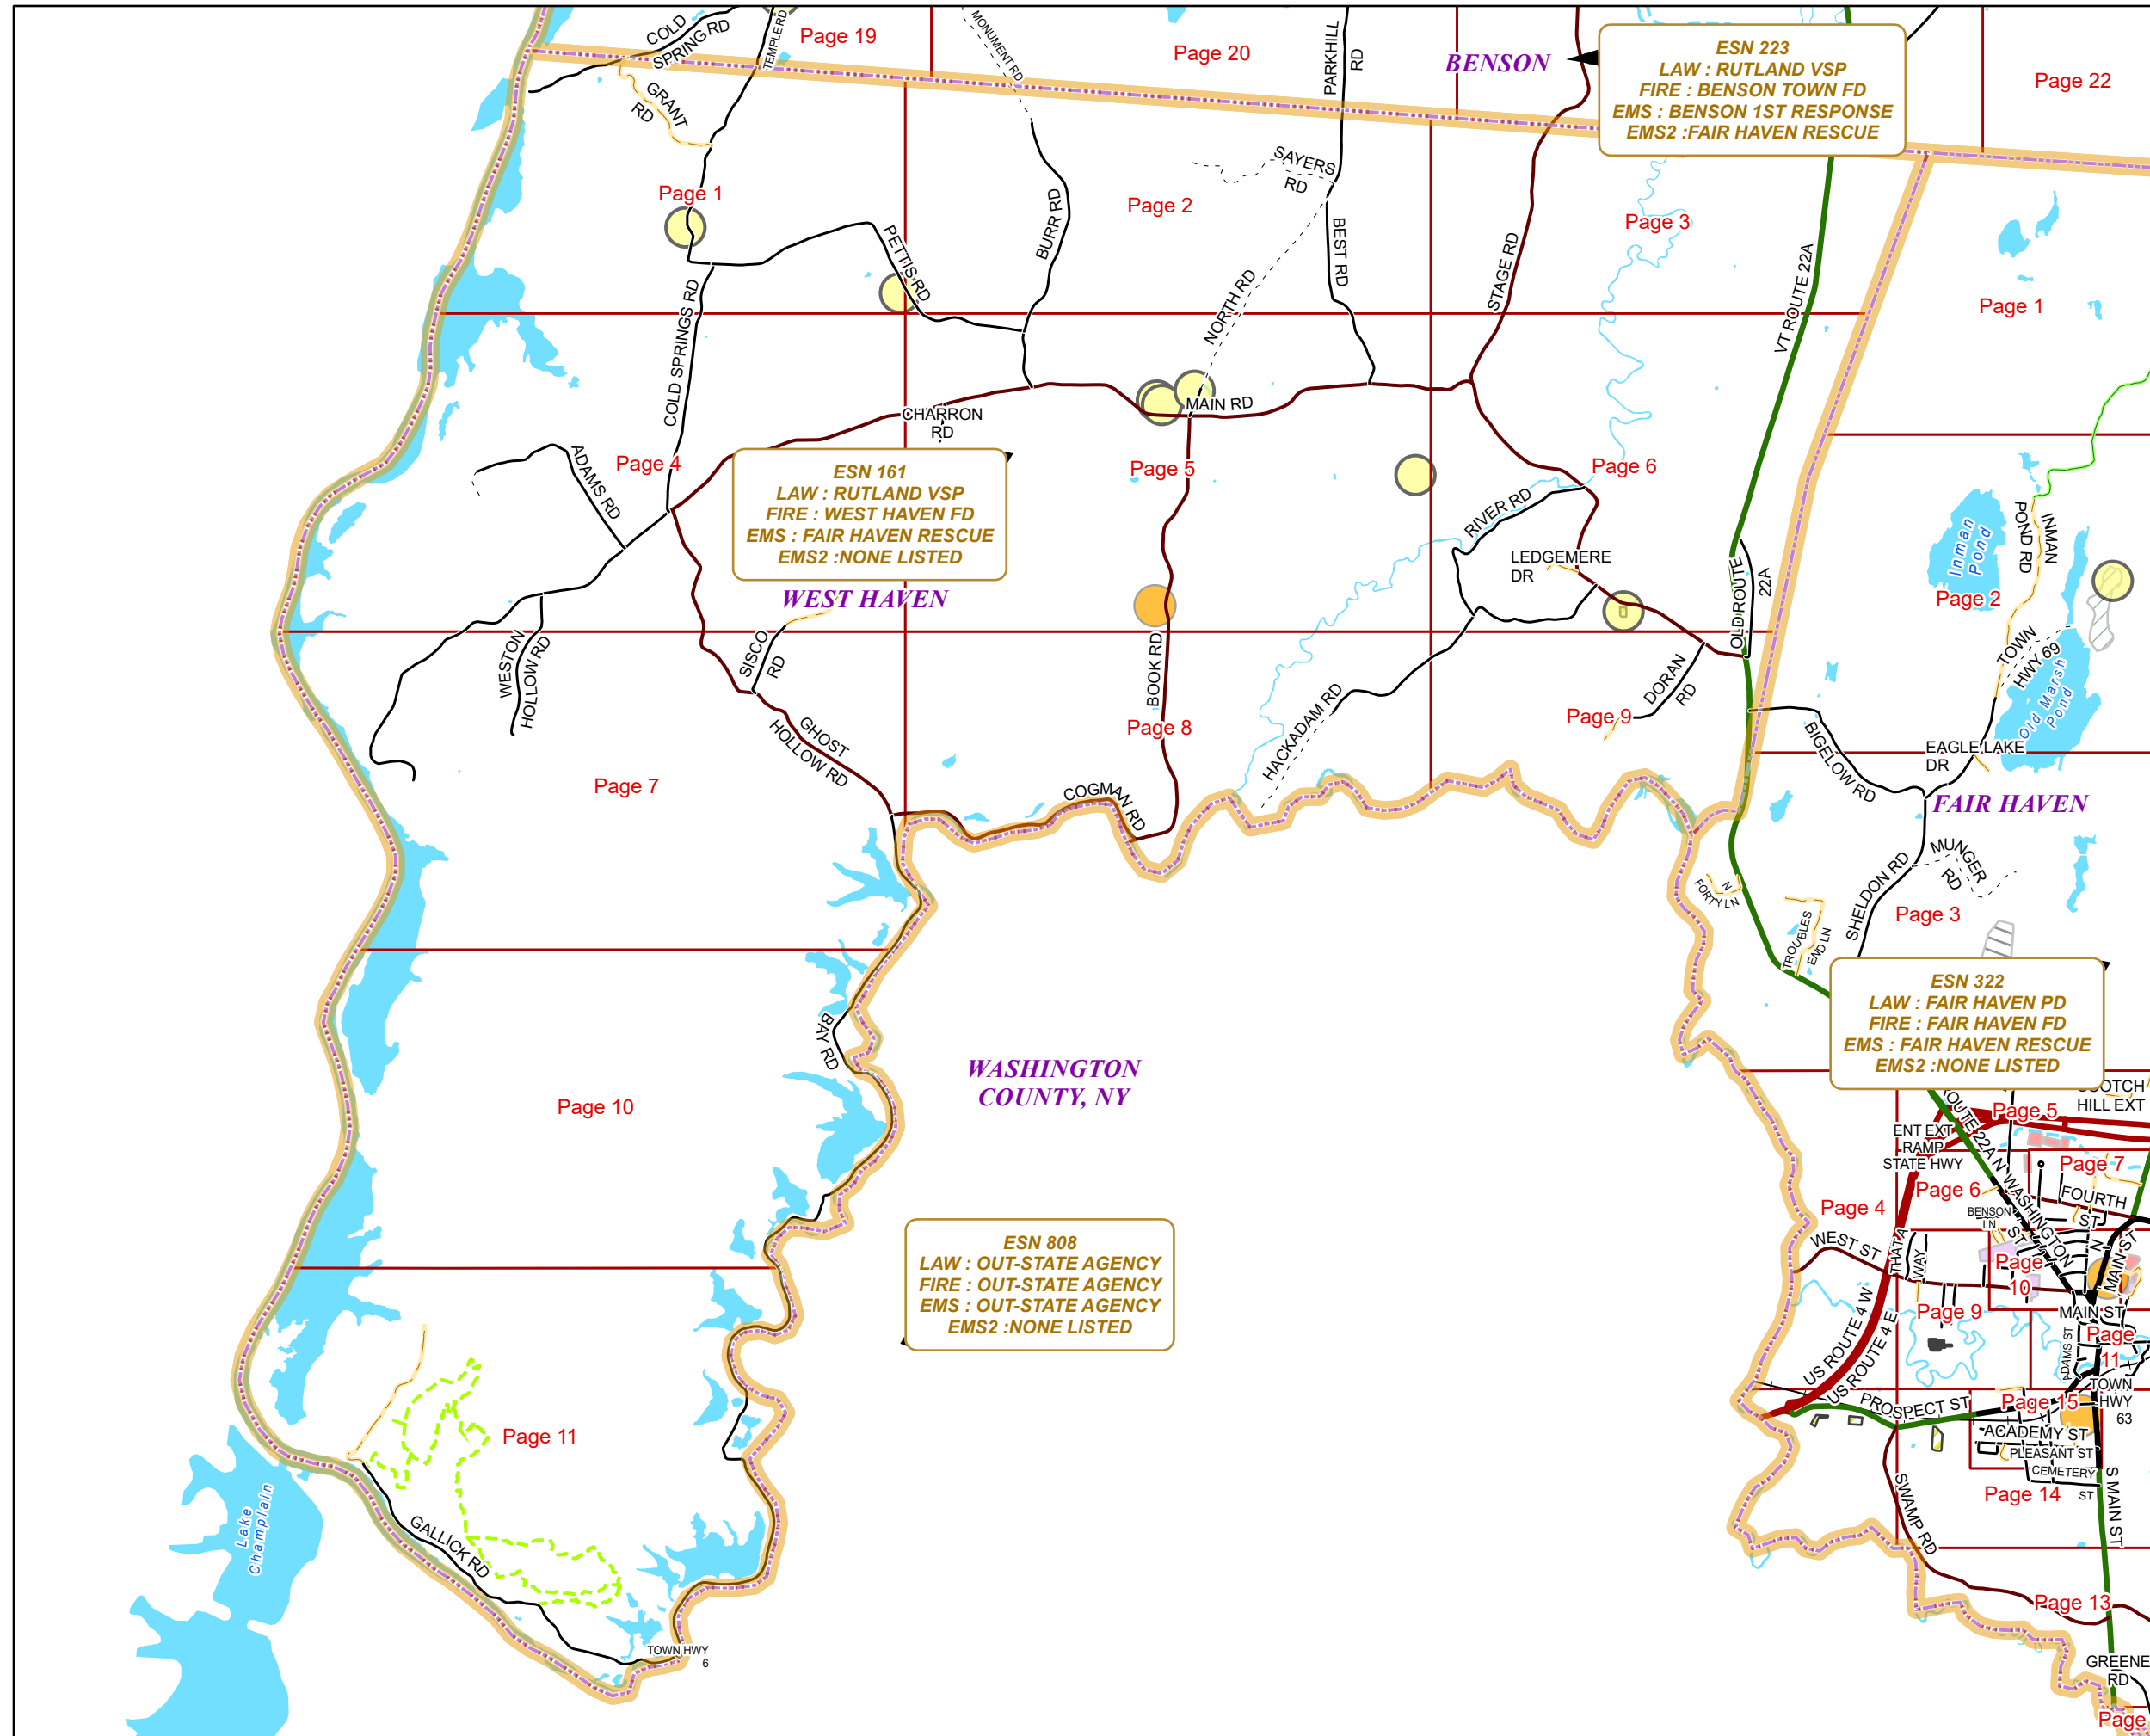 COLD
SPRING RD
TEMPLE RD
Page 19
MONUMENT RD
Page 20
PARKHILL
RD
BENSON
ESN 223
LAW : RUTLAND VSP
FIRE : BENSON TOWN FD
EMS : BENSON 1ST RESPONSE
EMS2 :FAIR HAVEN RESCUE
Page 22
GRANT
RD
Page 1
PETTIS RD
BURR RD
Page 2
SAYERS
RD
BEST RD
NORTH RD
STAGE RD
Page 3
VT ROUTE 22A
Page 1
COLD SPRINGS RD
CHARRON
RD
MAIN RD
ADAMS RD
Page 4
ESN 161
LAW : RUTLAND VSP
FIRE : WEST HAVEN FD
EMS : FAIR HAVEN RESCUE
EMS2 :NONE LISTED
WEST HAVEN
Page 5
Page 6
RIVER RD
LEDGEMERE
DR
OLD ROUTE
22A
Inman
Pond
INMAN
POND RD
Page 2
TOWN
HWY 69
Old Marsh
Pond
WESTON
HOLLOW RD
SISCO
RD
BOOK RD
DORAN
RD
HACKADAM RD
Page 7
GHOST
HOLLOW RD
Page 8
Page 9
BIGELOW RD
EAGLE LAKE
DR
FAIR HAVEN
COGMAN RD
N
FORTY LN
TROUBLES
END LN
SHELDON RD
MUNGER
RD
Page 3
ESN 322
LAW : FAIR HAVEN PD
FIRE : FAIR HAVEN FD
EMS : FAIR HAVEN RESCUE
EMS2 :NONE LISTED
BAY RD
WASHINGTON
COUNTY, NY
Page 10
SCOTCH
HILL EXT
Page 5
ROUTE 22A N
ENT EXT
RAMP
STATE HWY
Page 7
Page 6
Page 4
N WASHINGTON
ST
FOURTH
ST
BENSON
LN
WEST ST
THATA
WAY
N
MAIN ST
Page
10
ESN 808
LAW : OUT-STATE AGENCY
FIRE : OUT-STATE AGENCY
EMS : OUT-STATE AGENCY
EMS2 :NONE LISTED
US ROUTE 4 W
US ROUTE 4 E
Page 9
MAIN ST
ADAMS ST
Page
11
TOWN
HWY
63
PROSPECT ST
Page 15
ACADEMY ST
PLEASANT ST
CEMETERY
ST
Page 14
S MAIN ST
SWAMP RD
Page 11
Lake
Champlain
GALLICK RD
TOWN HWY
6
Page 13
GREENE
RD
Page